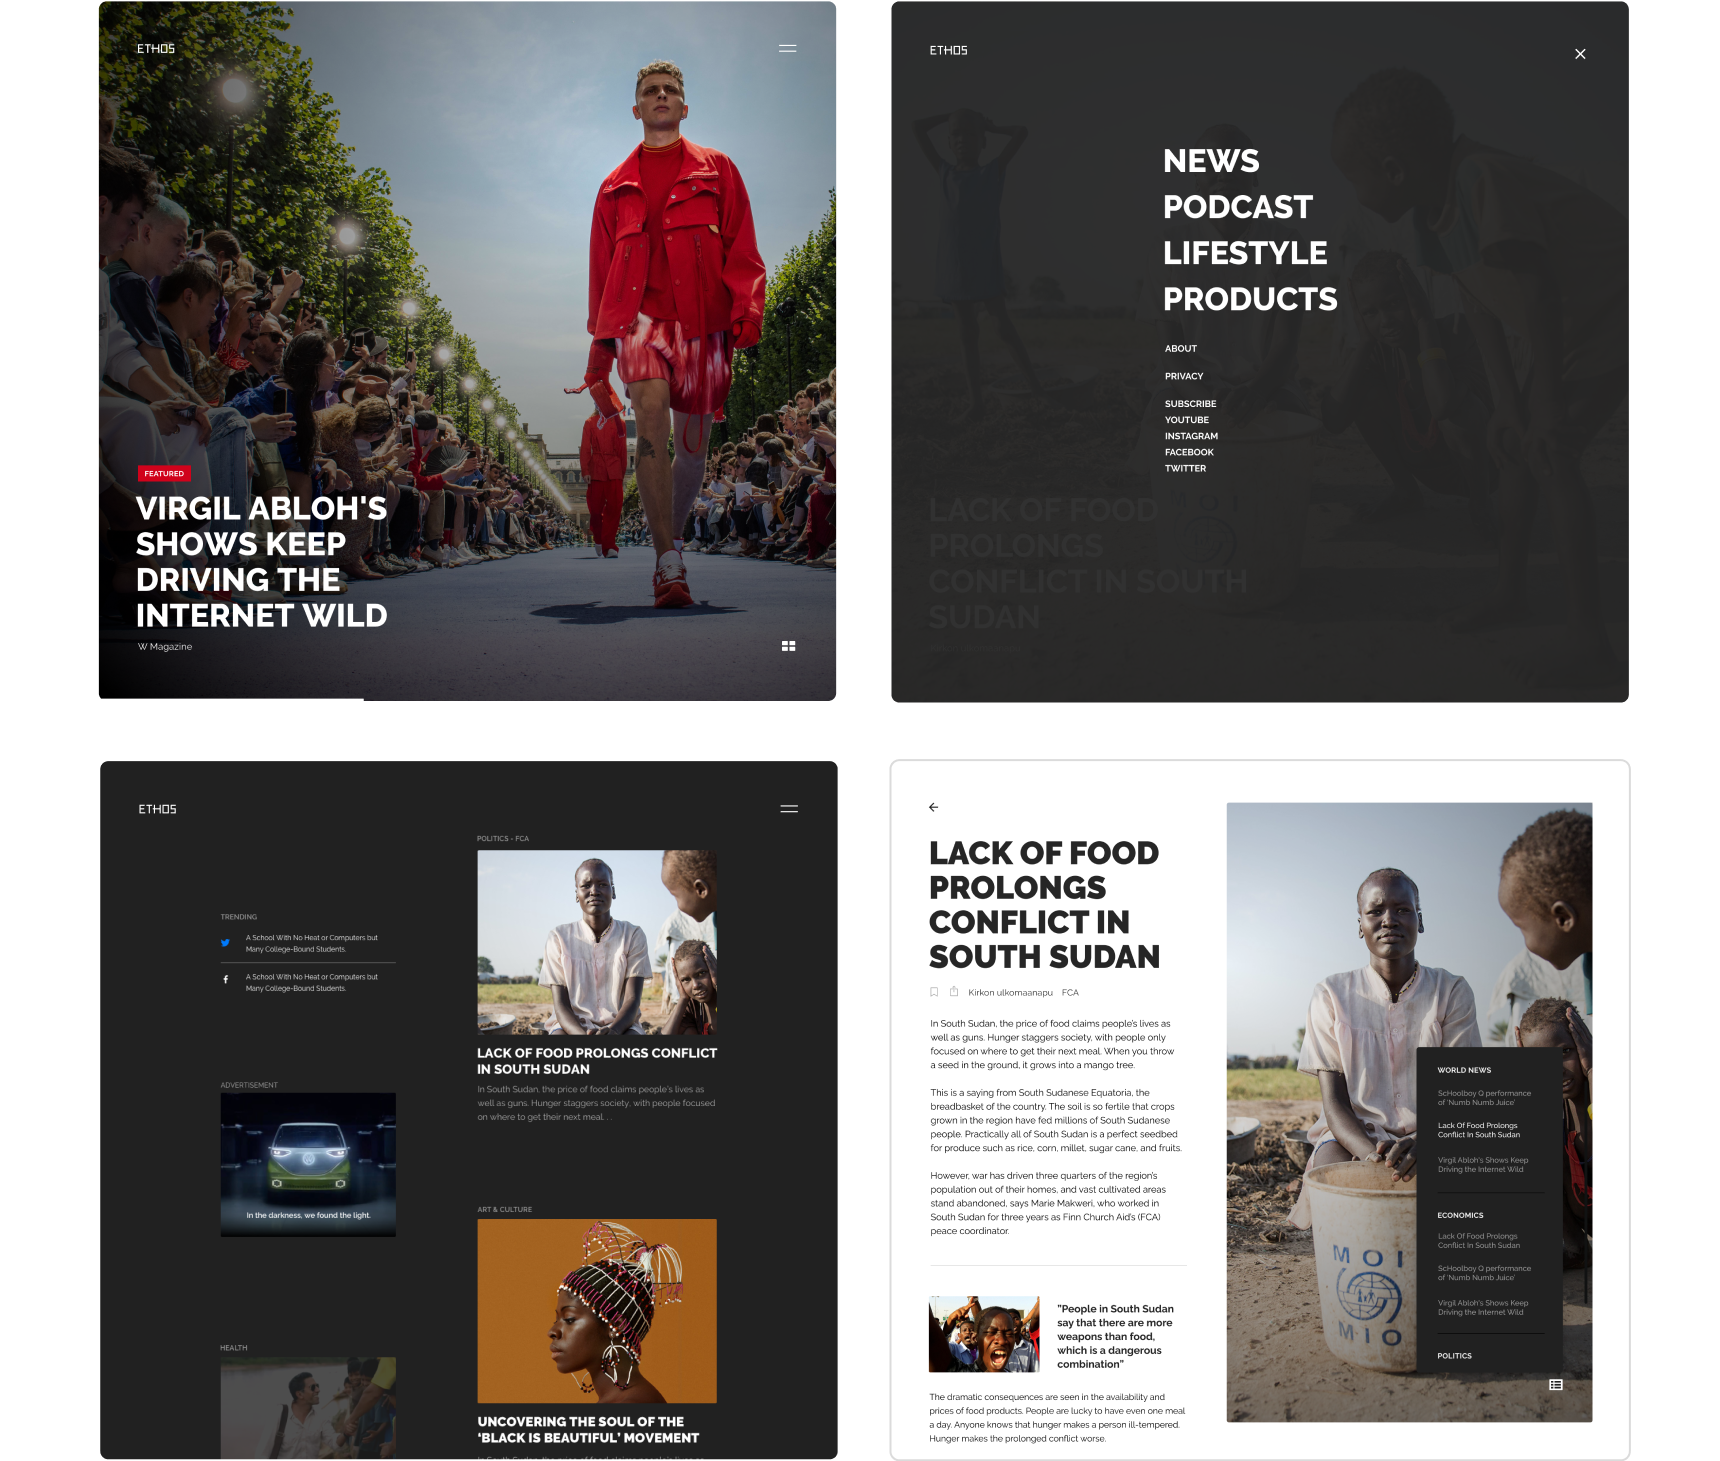 ETHOS
FEATURED
VIRGIL ABLOH'S
SHOWS KEEP
DRIVING THE
INTERNET WILD
W Magazine
ETHOS
NEWS
PODCAST
LIFESTYLE
PRODUCTS
ABOUT
PRIVACY
SUBSCRIBE
YOUTUBE
INSTAGRAM
FACEBOOK
TWITTER
LACK OF FOOD
PROLONGS
CONFLICT IN SOUTH
SUDAN
ETHOS
TRENDING
A School With No Heat or Computers but
Many College-Bound Students.
A School With No Heat or Computers but
Many College-Bound Students.
ADVERTISEMENT
In the darkness, we found the light.
HEALTH
POLITICS - FCA
LACK OF FOOD PROLONGS CONFLICT
IN SOUTH SUDAN
In South Sudan, the price of food claims people's lives as
well as guns. Hunger staggers society, with people focused
on where to get their next meal. . .
ART & CULTURE
UNCOVERING THE SOUL OF THE
‘BLACK IS BEAUTIFUL’ MOVEMENT
In South Sudan, the price of food claims people's lives as
LACK OF FOOD
PROLONGS
CONFLICT IN
SOUTH SUDAN
Kirkon ulkomaanapu FCA
In South Sudan, the price of food claims people's lives as
well as guns. Hunger staggers society, with people only
focused on where to get their next meal. When you throw
a seed in the ground, it grows into a mango tree.
This is a saying from South Sudanese Equatoria, the
breadbasket of the country. The soil is so fertile that crops
grown in the region have fed millions of South Sudanese
people. Practically all of South Sudan is a perfect seedbed
for produce such as rice, corn, millet, sugar cane, and fruits.
However, war has driven three quarters of the region's
population out of their homes, and vast cultivated areas
stand abandoned, says Marie Makweri, who worked in
South Sudan for three years as Finn Church Aid's (FCA)
peace coordinator.
"People in South Sudan
say that there are more
weapons than food,
which is a dangerous
combination"
The dramatic consequences are seen in the availability and
prices of food products. People are lucky to have even one meal
a day. Anyone knows that hunger makes a person ill-tempered.
Hunger makes the prolonged conflict worse.
WORLD NEWS
ScHoolboy Q performance
of 'Numb Numb Juice'
Lack Of Food Prolongs
Conflict In South Sudan
Virgil Abloh's Shows Keep
Driving the Internet Wild
ECONOMICS
Lack Of Food Prolongs
Conflict In South Sudan
ScHoolboy Q performance
of 'Numb Numb Juice'
Virgil Abloh's Shows Keep
Driving the Internet Wild
POLITICS
MOI
MIO